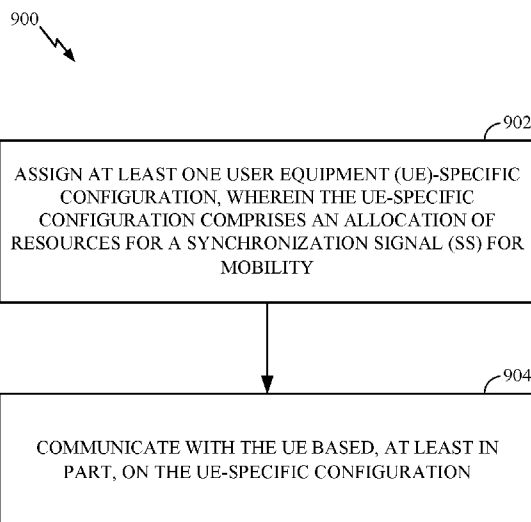 900
902
ASSIGN AT LEAST ONE USER EQUIPMENT (UE)-SPECIFIC
CONFIGURATION, WHEREIN THE UE-SPECIFIC
CONFIGURATION COMPRISES AN ALLOCATION OF
RESOURCES FOR A SYNCHRONIZATION SIGNAL (SS) FOR
MOBILITY
904
COMMUNICATE WITH THE UE BASED, AT LEAST IN
PART, ON THE UE-SPECIFIC CONFIGURATION